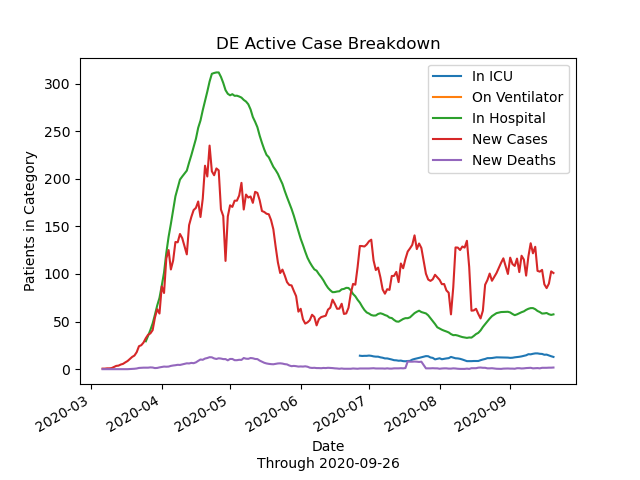 DE Active Case Breakdown
In ICU
On Ventilator
In Hospital
New Cases
New Deaths
Patients in Category
300
250
200
150
100
50
0
2020-03
2020-04
2020-05
2020-06
2020-07
2020-08
2020-09
Date
Through 2020-09-26